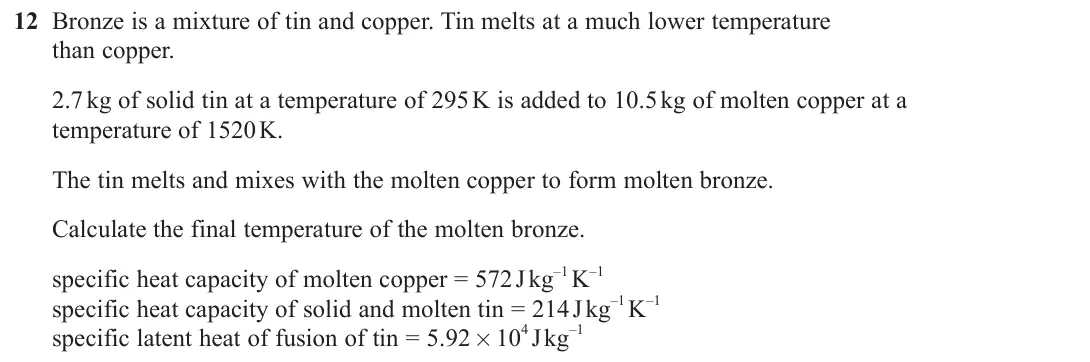 12 Bronze is a mixture of tin and copper. Tin melts at a much lower temperature
than copper.
2.7 kg of solid tin at a temperature of 295 K is added to 10.5 kg of molten copper at a
temperature of 1520 K.
The tin melts and mixes with the molten copper to form molten bronze.
Calculate the final temperature of the molten bronze.
specific heat capacity of molten copper = 572 J kg⁻¹ K⁻¹
specific heat capacity of solid and molten tin = 214 J kg⁻¹ K⁻¹
specific latent heat of fusion of tin = 5.92 × 10⁴ J kg⁻¹